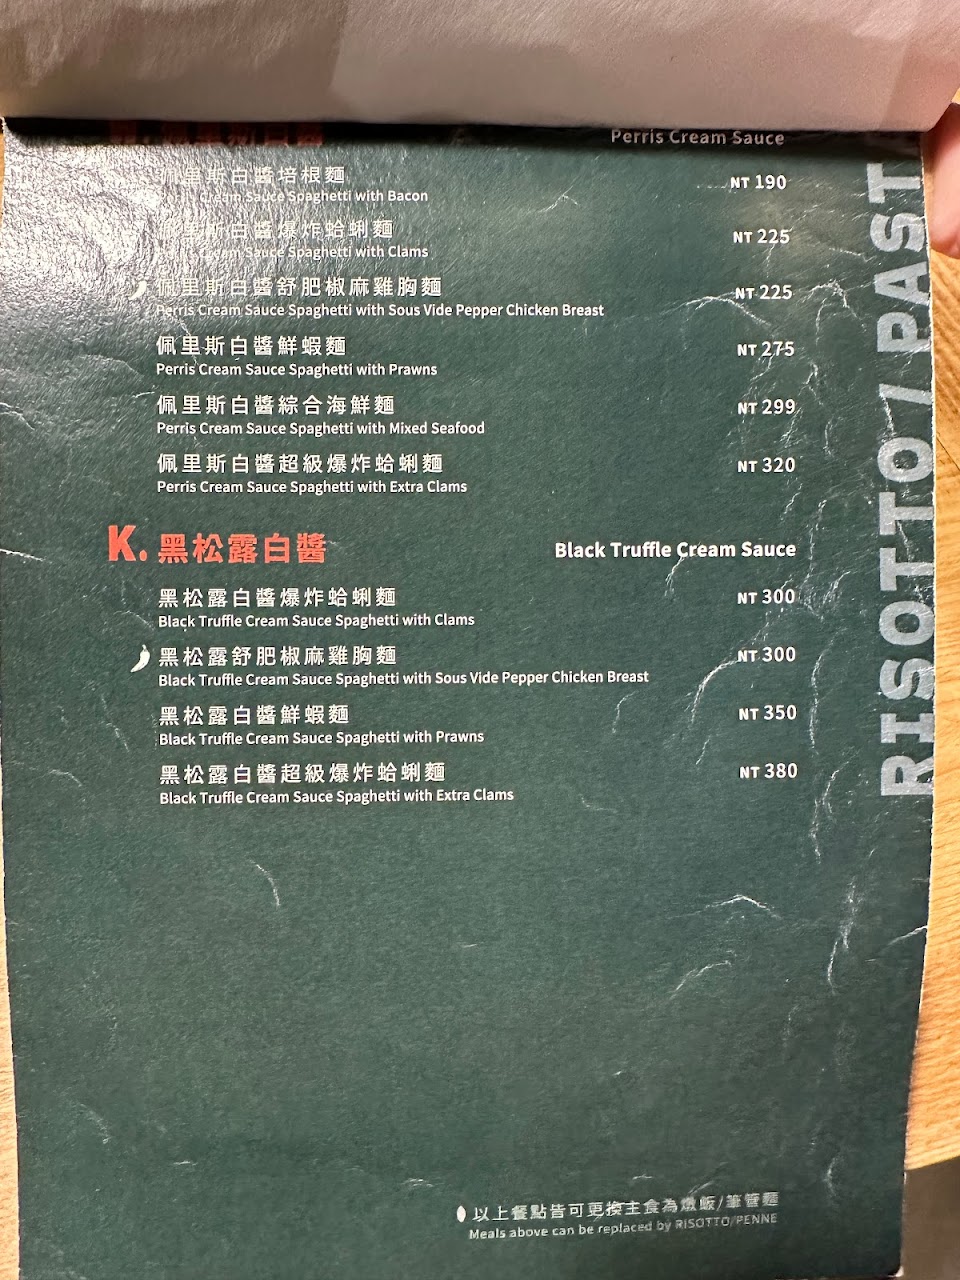 Perris Cream Sauce
佩里斯白醬培根麵
Cream Sauce Spaghetti with Bacon
NT 190
里斯白醬爆炸蛤蜊麵
Cream Sauce Spaghetti with Clams
NT 225
佩里斯白醬舒肥椒麻雞胸麵
Perris Cream Sauce Spaghetti with Sous Vide Pepper Chicken Breast
NT 225
佩里斯白醬鮮蝦麵
Perris Cream Sauce Spaghetti with Prawns
NT 275
佩里斯白醬綜合海鮮麵
Perris Cream Sauce Spaghetti with Mixed Seafood
NT 299
佩里斯白醬超級爆炸蛤蜊麵
Perris Cream Sauce Spaghetti with Extra Clams
NT 320
K. 黑松露白醬
Black Truffle Cream Sauce
黑松露白醬爆炸蛤蜊麵
Black Truffle Cream Sauce Spaghetti with Clams
NT 300
黑松露舒肥椒麻雞胸麵
Black Truffle Cream Sauce Spaghetti with Sous Vide Pepper Chicken Breast
NT 300
黑松露白醬鮮蝦麵
Black Truffle Cream Sauce Spaghetti with Prawns
NT 350
黑松露白醬超級爆炸蛤蜊麵
Black Truffle Cream Sauce Spaghetti with Extra Clams
NT 380
RISOTTO / PAST
以上餐點皆可更換主食為燉飯/筆管麵
Meals above can be replaced by RISOTTO/PENNE